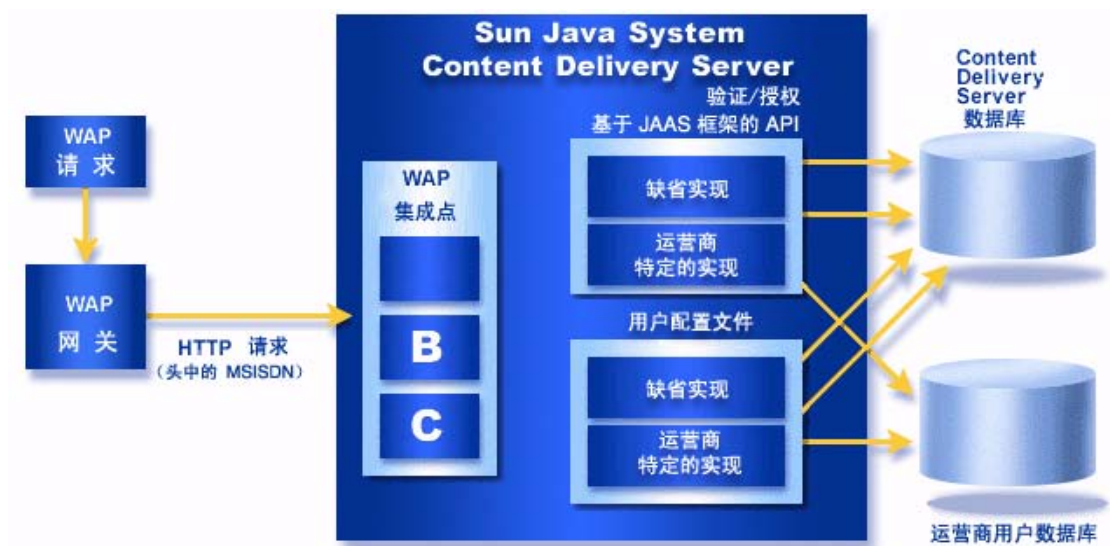 Sun Java System
Content Delivery Server
验证/授权
基于 JAAS 框架的 API
WAP
请 求
WAP
网 关
HTTP 请求
（头中的 MSISDN）
WAP
集成点
B
C
缺省实现
运营商
特定的实现
用户配置文件
缺省实现
运营商
特定的实现
Content
Delivery
Server
数据库
运营商用户数据库